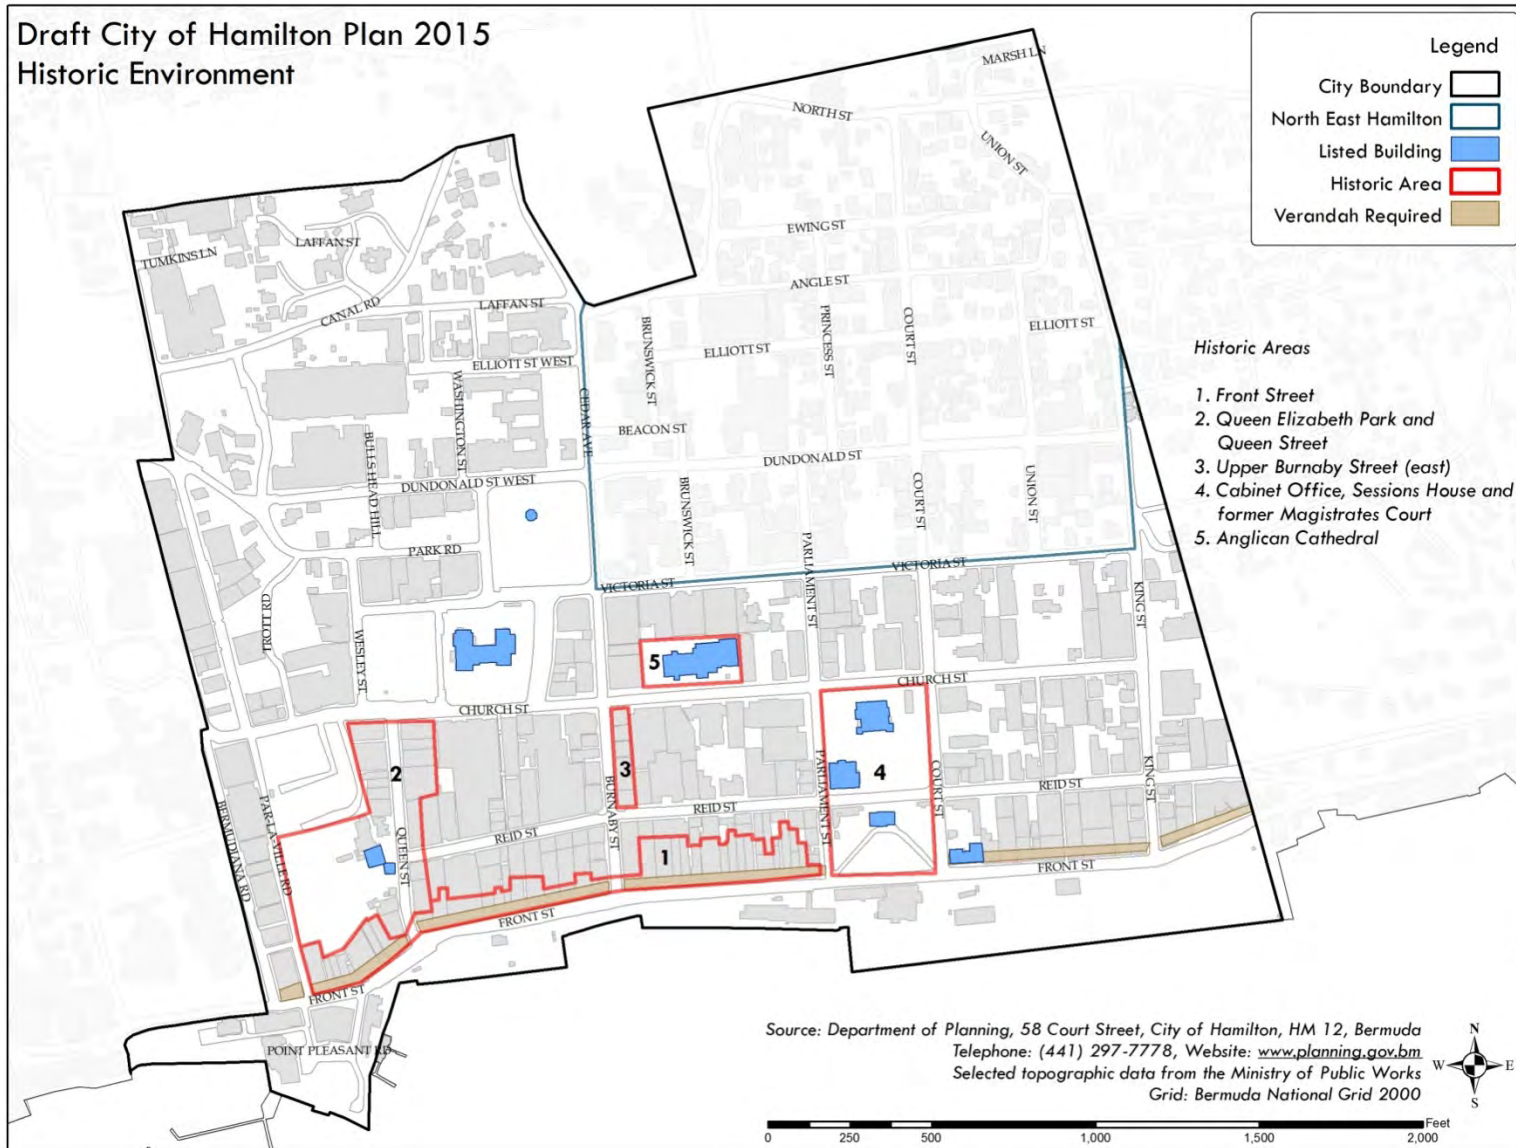 Draft City of Hamilton Plan 2015
Historic Environment
Legend
City Boundary
North East Hamilton
Listed Building
Historic Area
Verandah Required
MARSH LN
NORTH ST
UNION ST
EWING ST
ANGLE ST
LAFFAN ST
TUMKINS LN
CANAL RD
LAFFAN ST
BRUNSWICK ST
PRINCESS ST
COURT ST
ELLIOTT ST
ELLIOTT ST
ELLIOTT ST WEST
WASHINGTON ST
CEDAR AVE
BEACON ST
BULLS HEAD HILL
DUNDONALD ST
DUNDONALD ST WEST
BRUNSWICK ST
COURT ST
UNION ST
PARK RD
PARLIAMENT ST
VICTORIA ST
VICTORIA ST
KING ST
TROTT RD
WESLEY ST
5
CHURCH ST
CHURCH ST
2
3
4
BERMUDIANA RD
PAR-LA-VILLE RD
QUEEN ST
BURNABY ST
PARLIAMENT ST
COURT ST
KING ST
REID ST
REID ST
REID ST
1
FRONT ST
FRONT ST
FRONT ST
POINT PLEASANT RD
Historic Areas
1. Front Street
2. Queen Elizabeth Park and
Queen Street
3. Upper Burnaby Street (east)
4. Cabinet Office, Sessions House and
former Magistrates Court
5. Anglican Cathedral
Source: Department of Planning, 58 Court Street, City of Hamilton, HM 12, Bermuda
Telephone: (441) 297-7778, Website: www.planning.gov.bm
Selected topographic data from the Ministry of Public Works
Grid: Bermuda National Grid 2000
N
W E
S
Feet
0 250 500 1,000 1,500 2,000